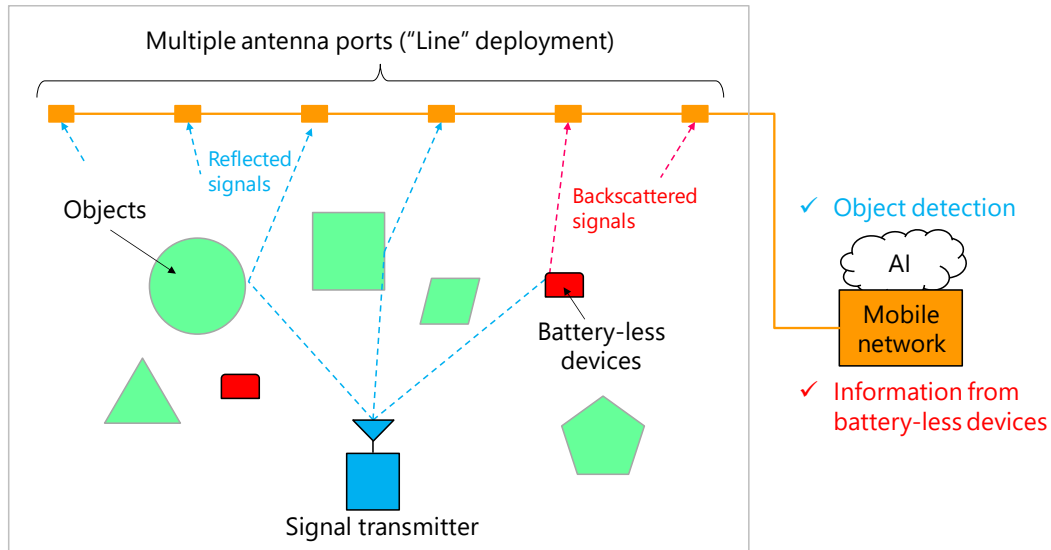 Multiple antenna ports (“Line” deployment)
Reflected
signals
Objects
Backscattered
signals
Battery-less
devices
Signal transmitter
✓ Object detection
AI
Mobile
network
✓ Information from
battery-less devices